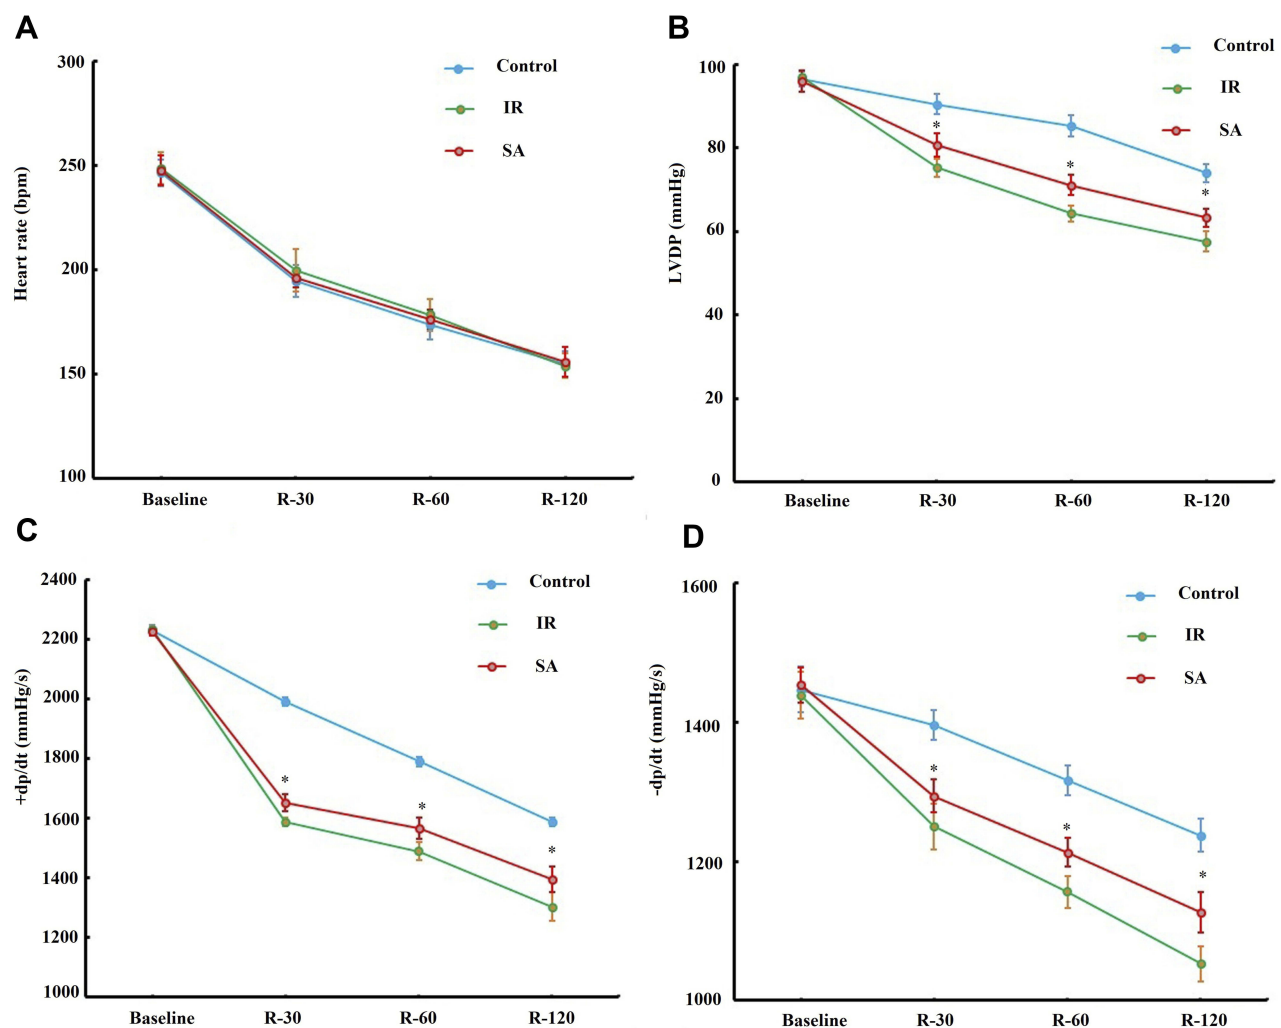 A
300
250
200
150
100
Heart rate (bpm)
Control
IR
SA
Baseline
R-30
R-60
R-120
B
100
80
60
40
20
0
LVDP (mmHg)
Control
IR
SA
*
*
*
Baseline
R-30
R-60
R-120
C
2400
2200
2000
1800
1600
1400
1200
1000
+dp/dt (mmHg/s)
Control
IR
SA
*
*
*
Baseline
R-30
R-60
R-120
D
1600
1400
1200
1000
-dp/dt (mmHg/s)
Control
IR
SA
*
*
*
Baseline
R-30
R-60
R-120